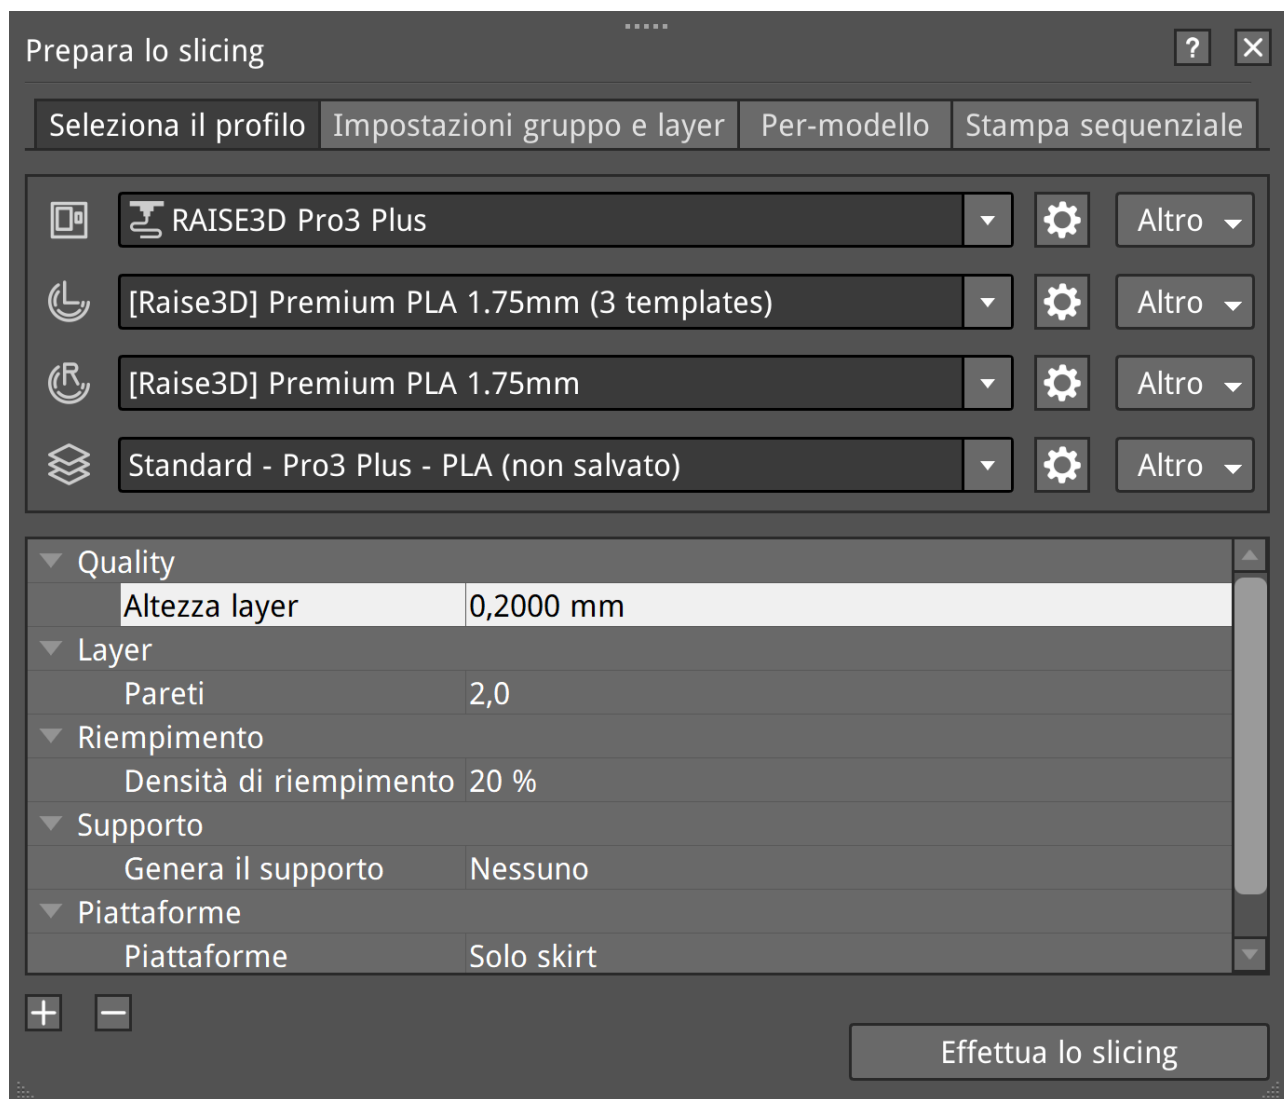 Prepara lo slicing
?
Seleziona il profilo Impostazioni gruppo e layer Per-modello Stampa sequenziale
RAISE3D Pro3 Plus Altro
L [Raise3D] Premium PLA 1.75mm (3 templates) Altro
R [Raise3D] Premium PLA 1.75mm Altro
Standard - Pro3 Plus - PLA (non salvato) Altro
Quality
Altezza layer 0,2000 mm
Layer
Pareti 2,0
Riempimento
Densità di riempimento 20 %
Supporto
Genera il supporto Nessuno
Piattaforme
Piattaforme Solo skirt
Effettua lo slicing